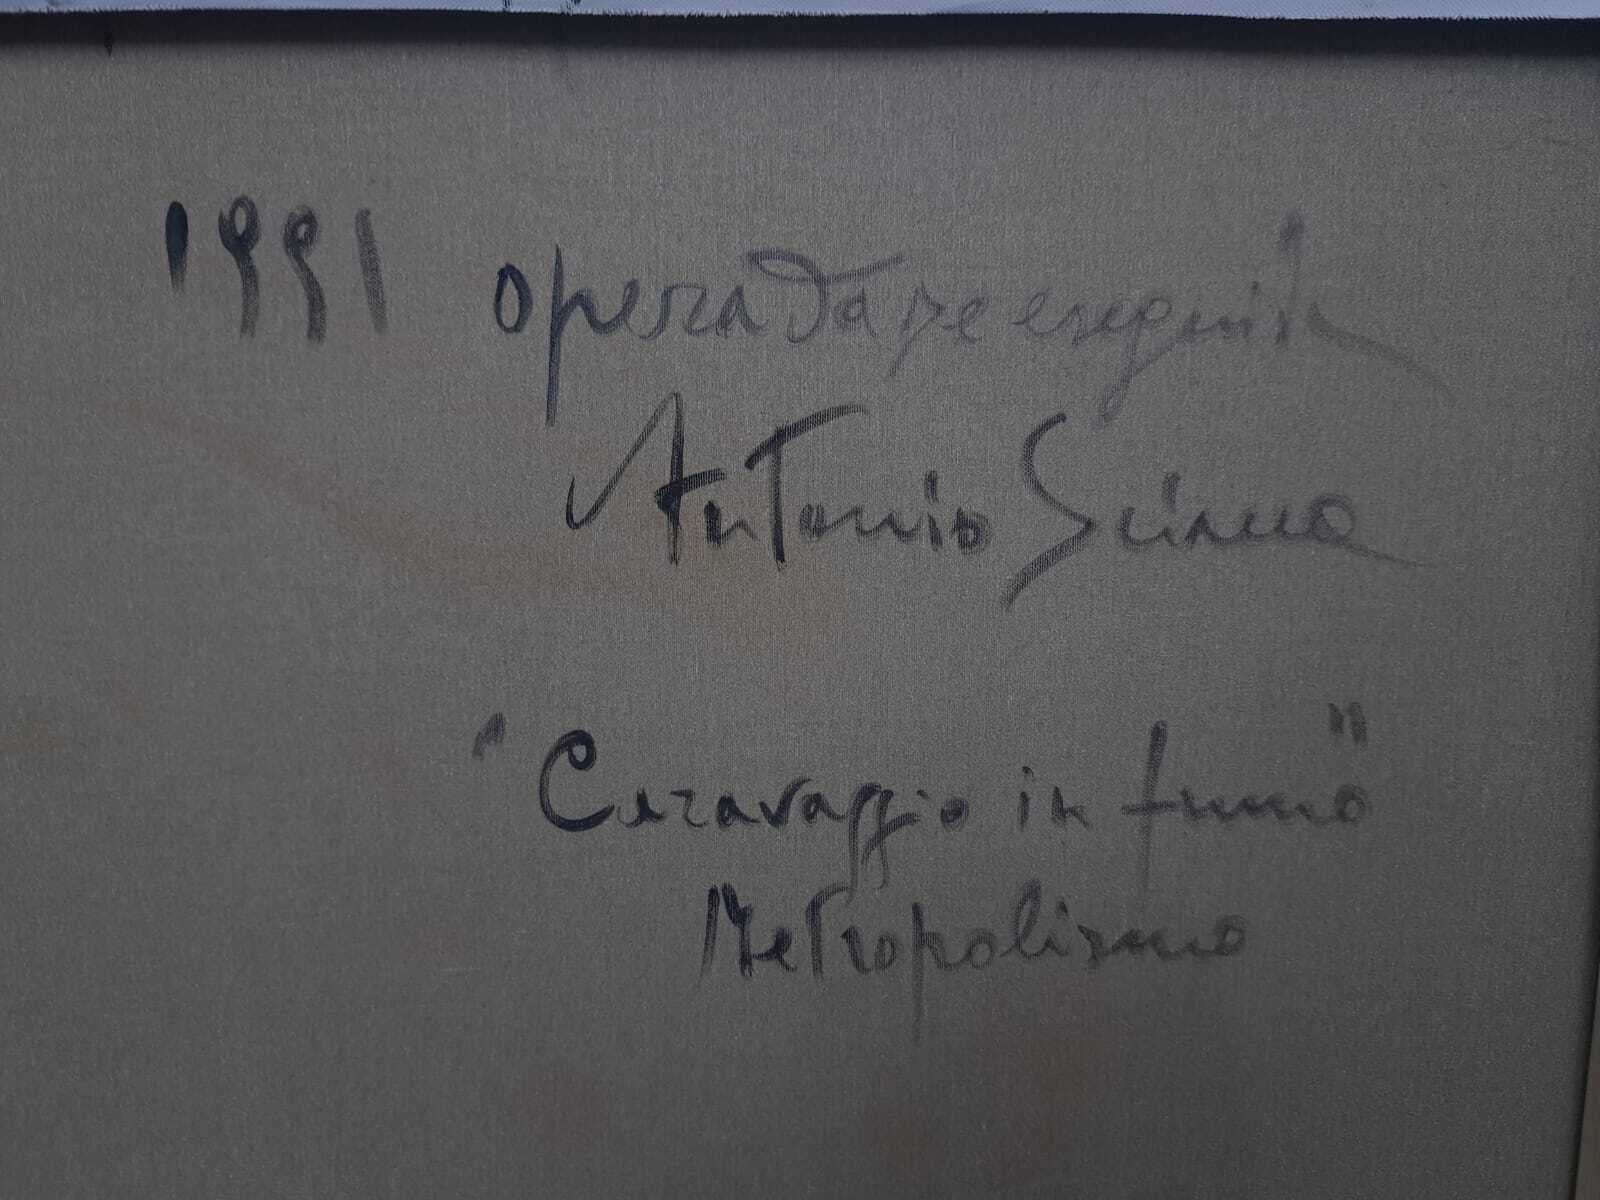 1991 opera da me eseguita
Antonio Sciacca
"Caravaggio in fumo"
Metropolismo